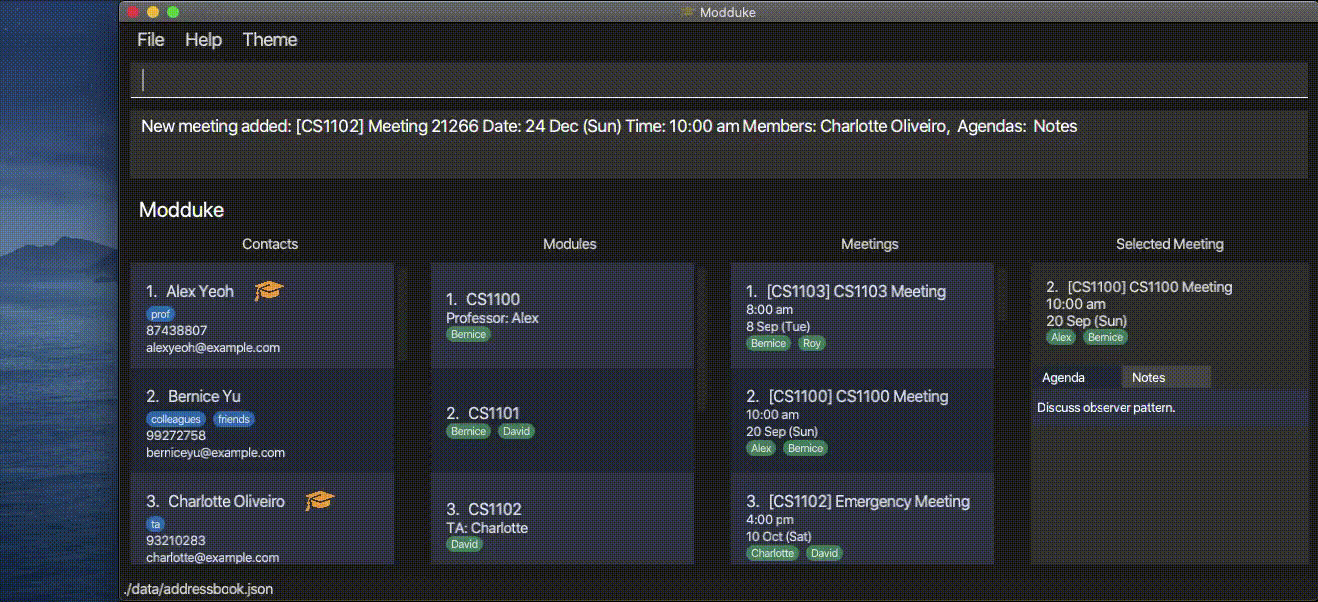 Modduke
File Help Theme
New meeting added: [CS1102] Meeting 21266 Date: 24 Dec (Sun) Time: 10:00 am Members: Charlotte Oliveiro,  Agendas:  Notes
Modduke
Contacts
1. Alex Yeoh
prof
87438807
alexyeoh@example.com
2. Bernice Yu
colleagues friends
99272758
berniceyu@example.com
3. Charlotte Oliveiro
ta
93210283
charlotte@example.com
Modules
1. CS1100
Professor: Alex
Bernice
2. CS1101
Bernice David
3. CS1102
TA: Charlotte
David
Meetings
1. [CS1103] CS1103 Meeting
8:00 am
8 Sep (Tue)
Bernice Roy
2. [CS1100] CS1100 Meeting
10:00 am
20 Sep (Sun)
Alex Bernice
3. [CS1102] Emergency Meeting
4:00 pm
10 Oct (Sat)
Charlotte David
Selected Meeting
2. [CS1100] CS1100 Meeting
10:00 am
20 Sep (Sun)
Alex Bernice
Agenda Notes
Discuss observer pattern.
./data/addressbook.json